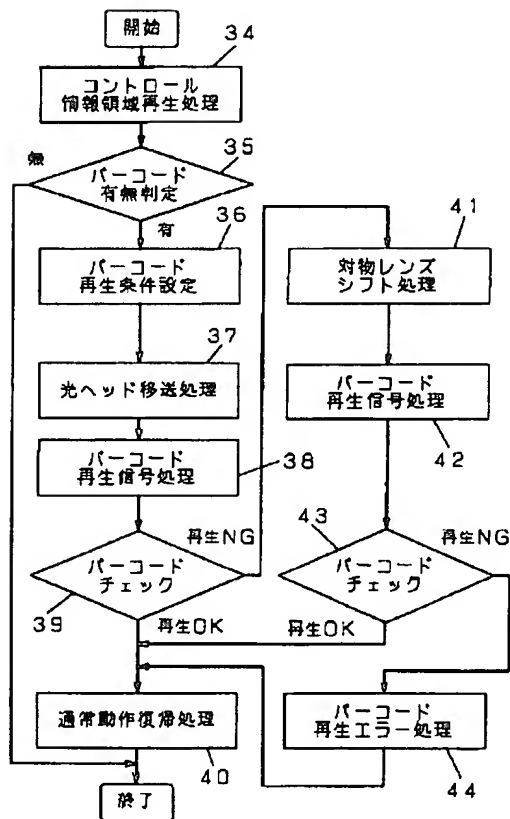 開始
34
コントロール
情報領域再生処理
35
無
バーコード
有無判定
有
36
バーコード
再生条件設定
37
光ヘッド移送処理
バーコード
再生信号処理
38
再生NG
バーコード
チェック
39
再生OK
41
対物レンズ
シフト処理
バーコード
再生信号処理
42
43
再生NG
バーコード
チェック
再生OK
通常動作復帰処理
40
バーコード
再生エラー処理
44
終了